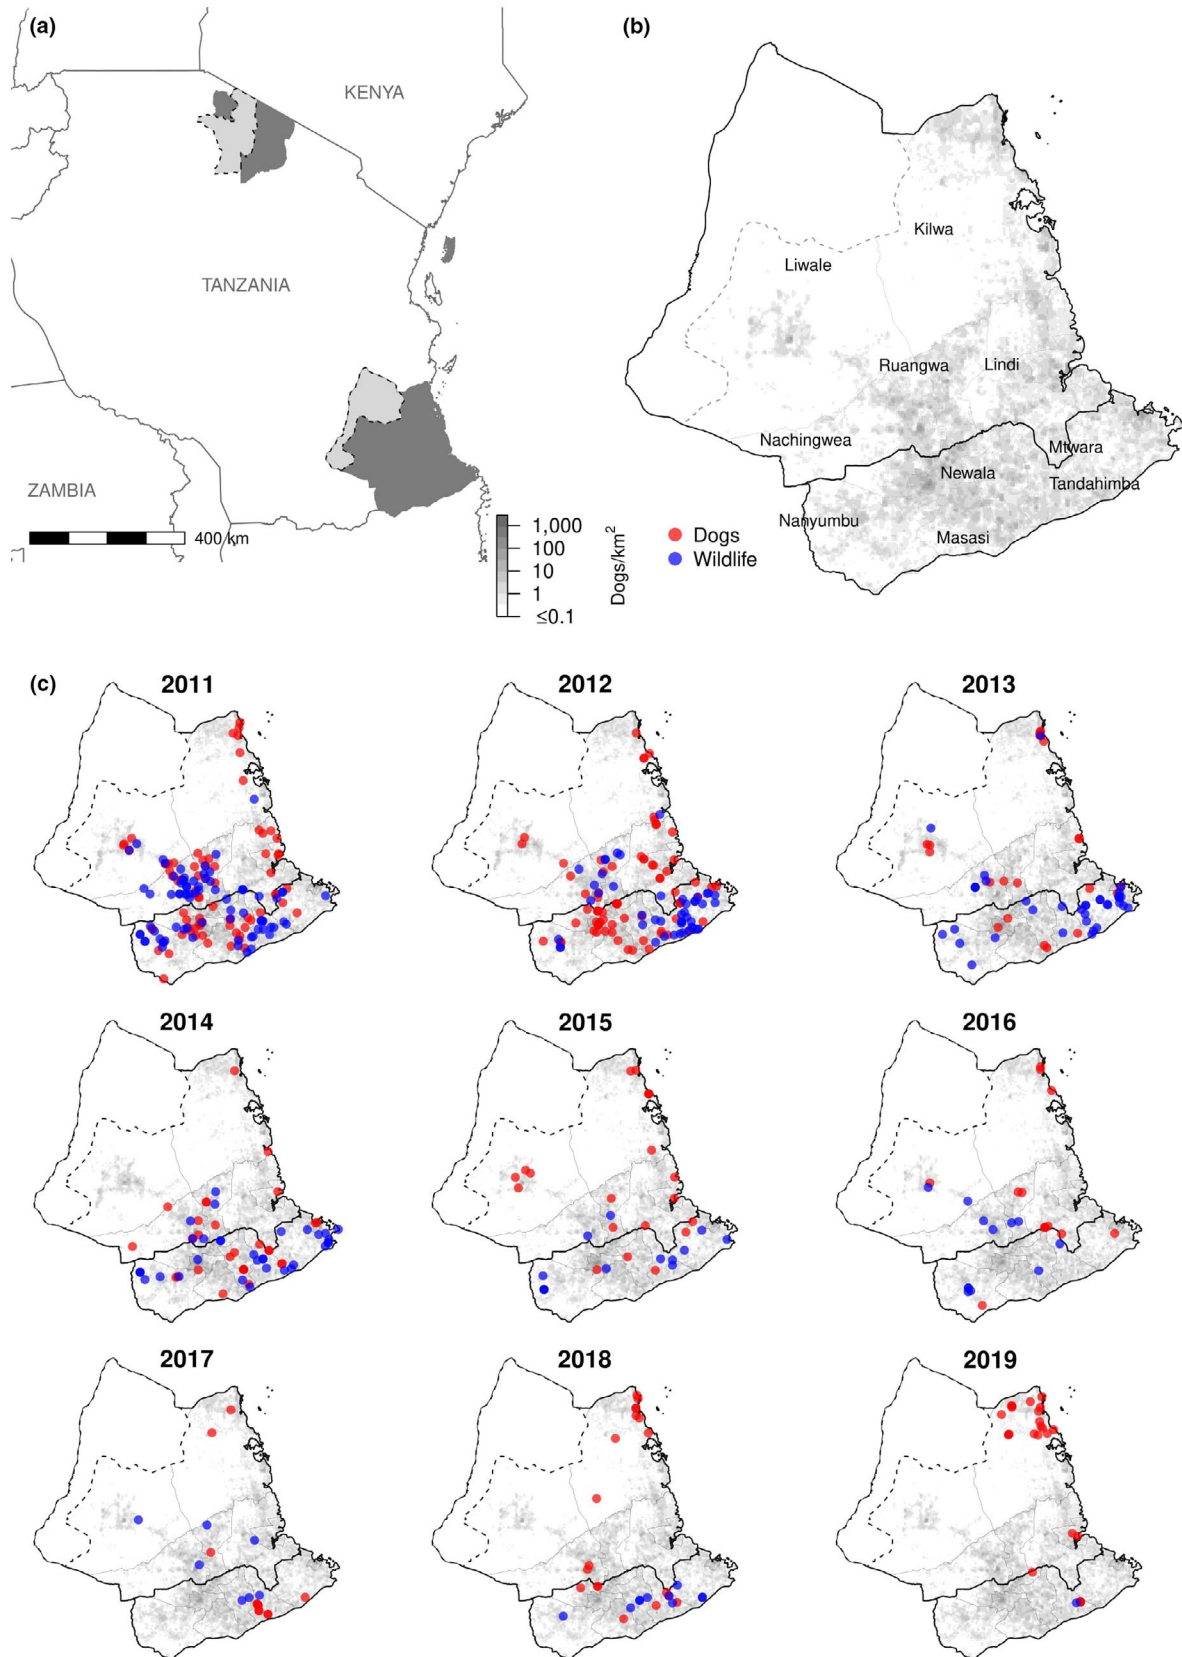 (a)
KENYA
TANZANIA
ZAMBIA
400 km
1,000
100
10
1
≤0.1
Dogs/km²
(b)
Kilwa
Liwale
Ruangwa
Lindi
Nachingwea
Mtwara
Newala
Tandahimba
Nanyumbu
Masasi
Dogs
Wildlife
(c)
2011
2012
2013
2014
2015
2016
2017
2018
2019